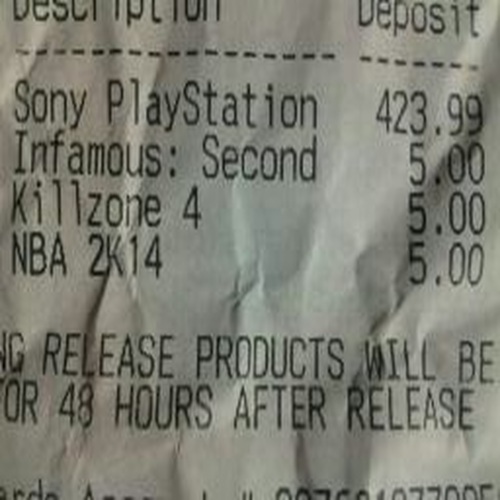 Description Deposit
Sony PlayStation 423.99
Infamous: Second 5.00
Killzone 4 5.00
NBA 2K14 5.00
NG RELEASE PRODUCTS WILL BE
FOR 48 HOURS AFTER RELEASE